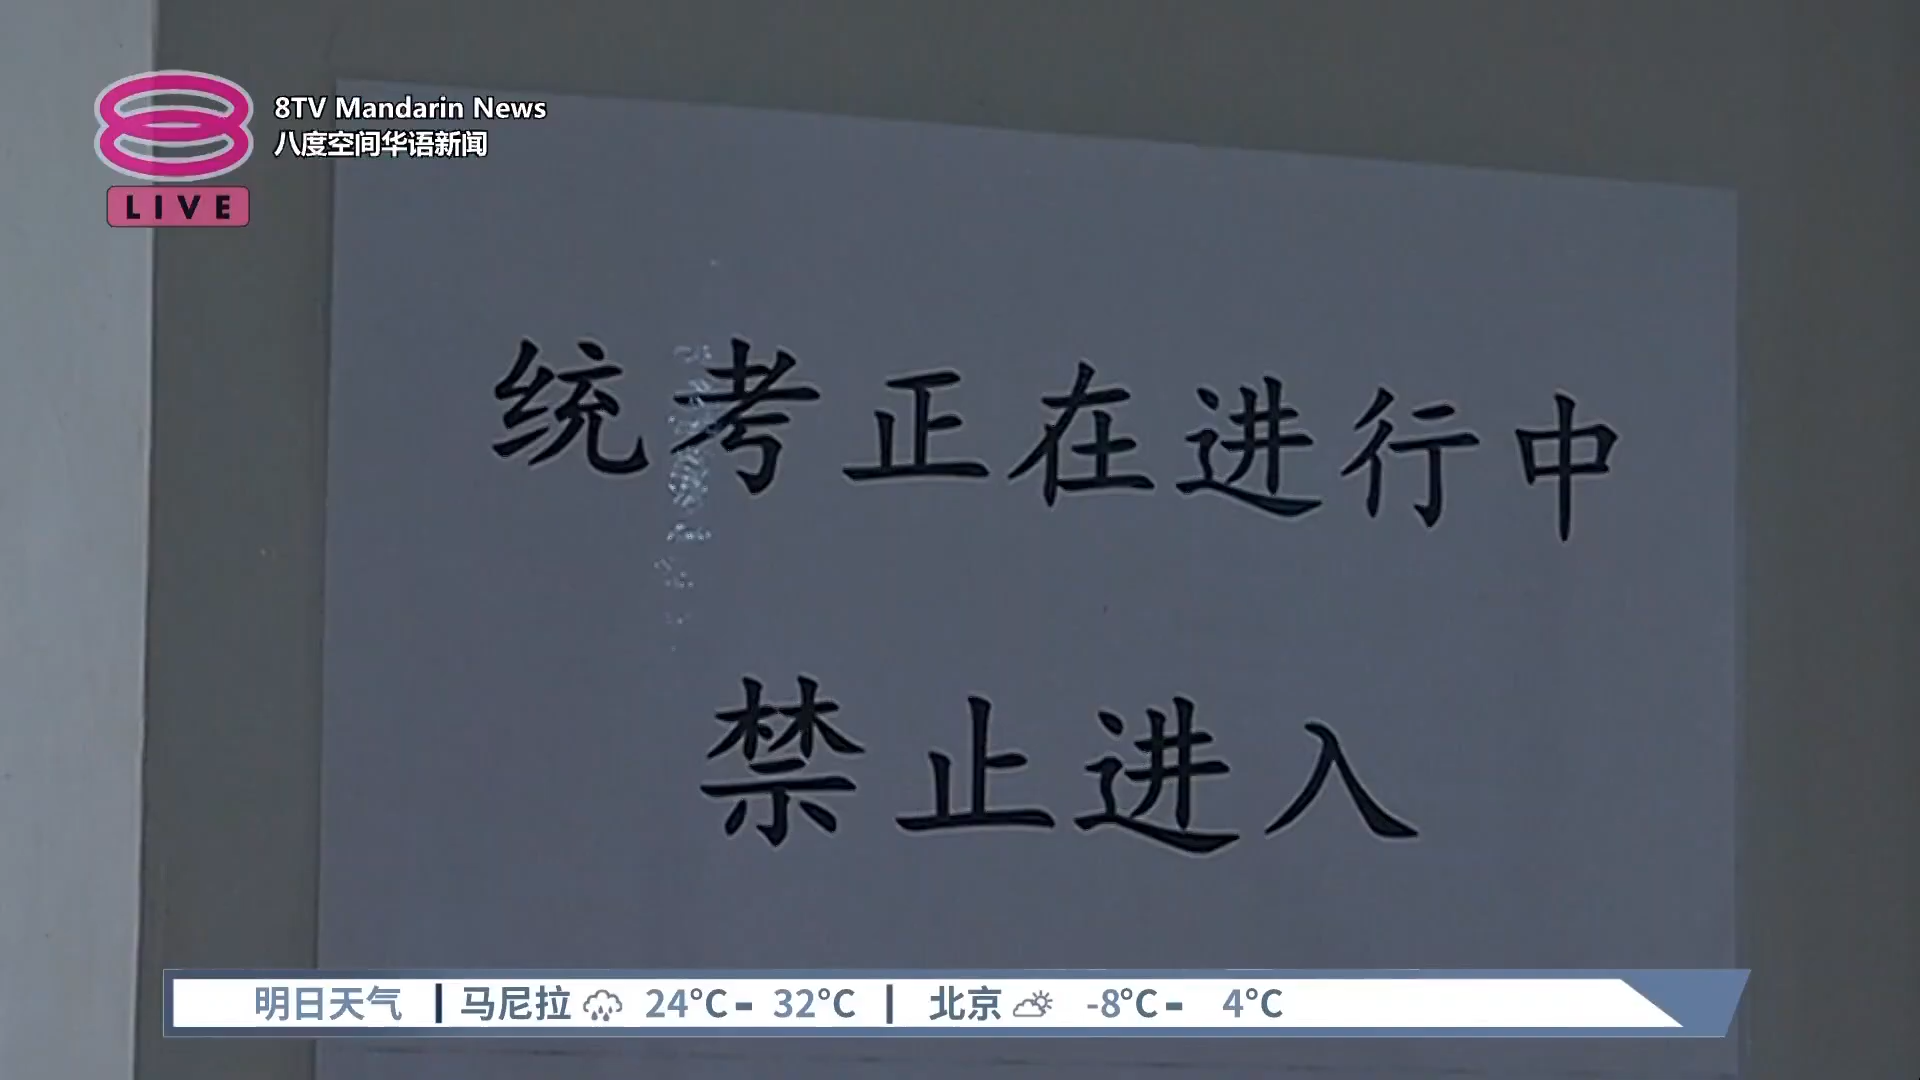 8TV Mandarin News
八度空间华语新闻
LIVE
统考正在进行中
禁止进入
明日天气 | 马尼拉 24°C - 32°C | 北京 -8°C - 4°C